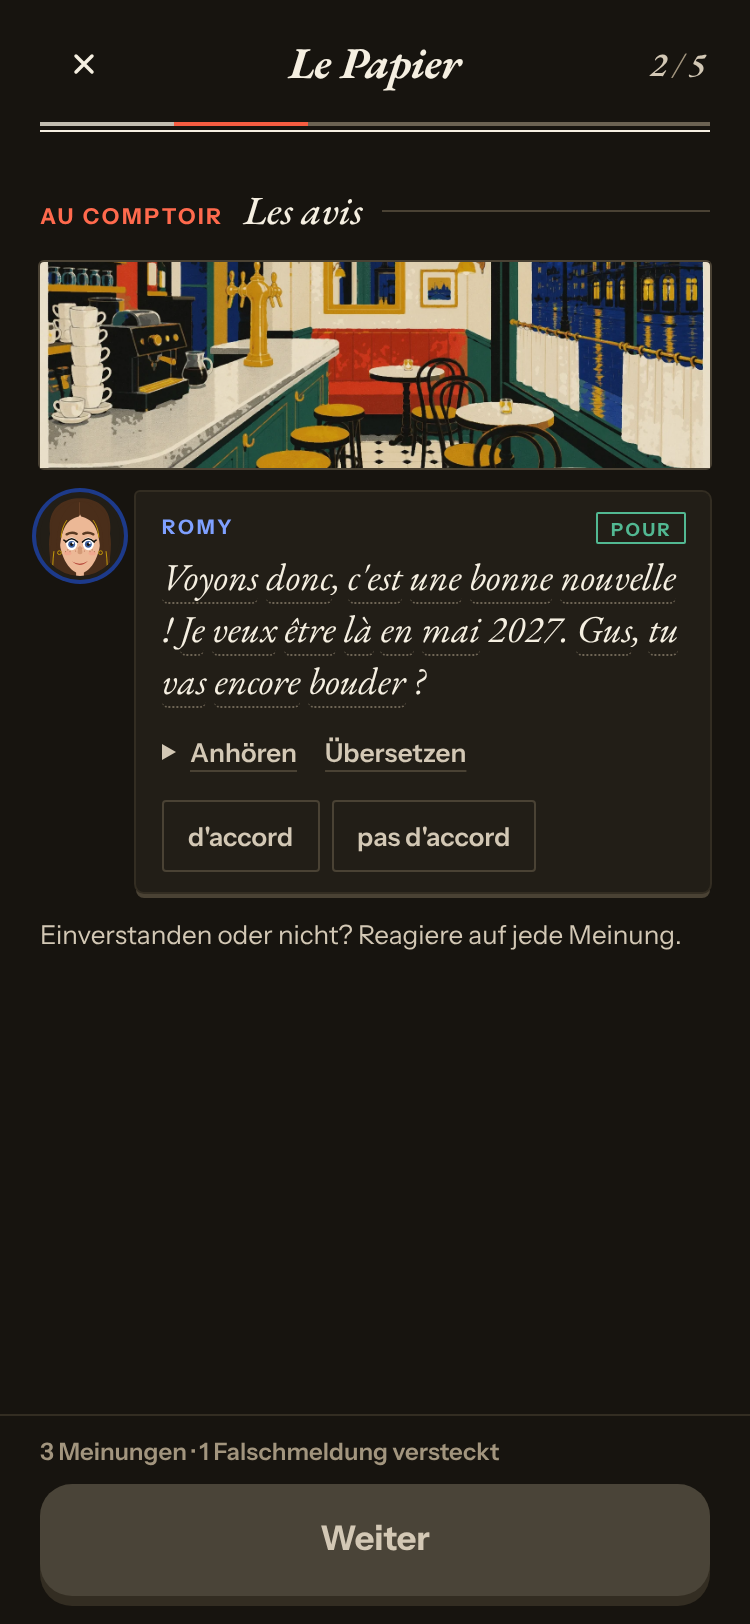 Le Papier
2 / 5
AU COMPTOIR Les avis
ROMY
POUR
Voyons donc, c'est une bonne nouvelle
! Je veux être là en mai 2027. Gus, tu
vas encore bouder ?
Anhören Übersetzen
d'accord pas d'accord
Einverstanden oder nicht? Reagiere auf jede Meinung.
3 Meinungen · 1 Falschmeldung versteckt
Weiter